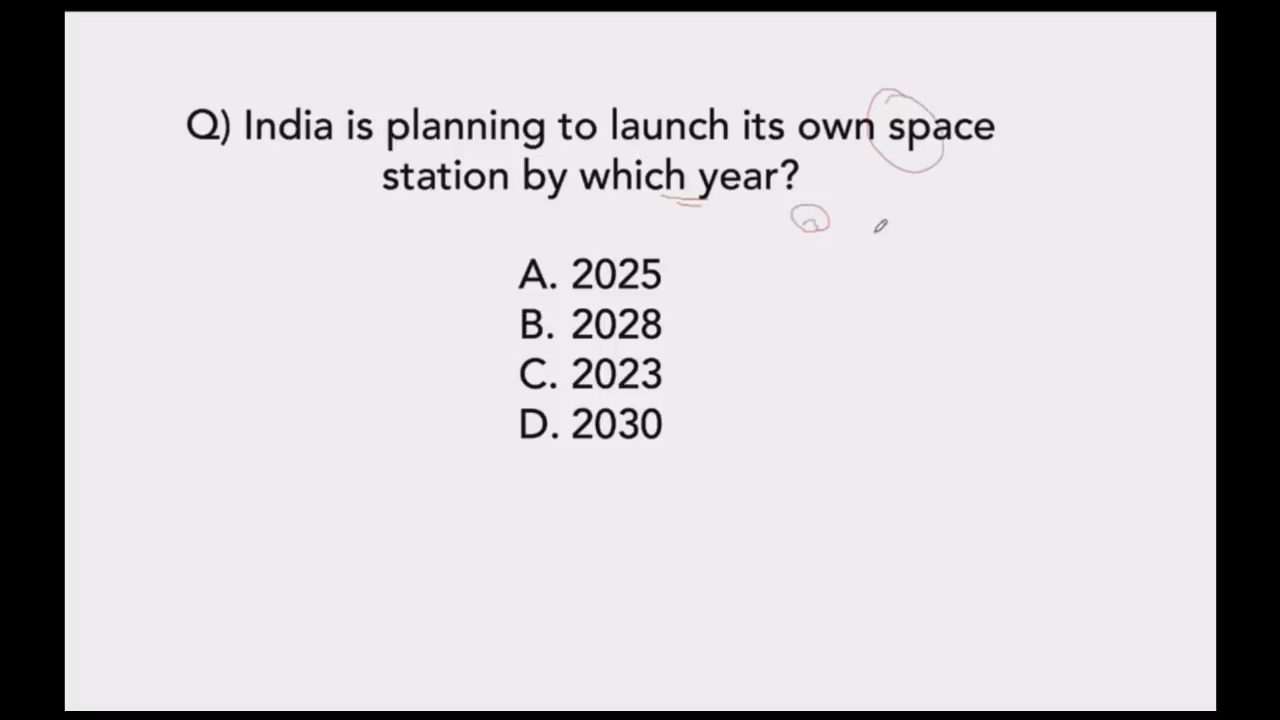 Q) India is planning to launch its own space
station by which year?
A. 2025
B. 2028
C. 2023
D. 2030